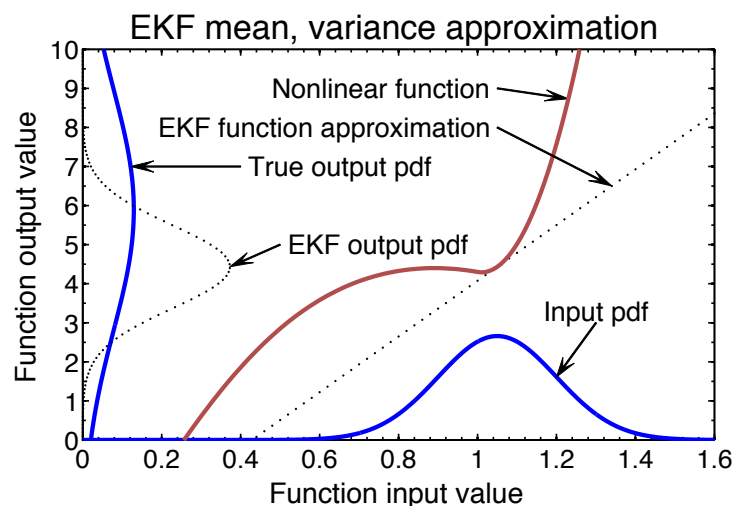 EKF mean, variance approximation
10
9
8
7
6
5
4
3
2
1
0
Function output value
Nonlinear function
EKF function approximation
True output pdf
EKF output pdf
Input pdf
0 0.2 0.4 0.6 0.8 1 1.2 1.4 1.6
Function input value